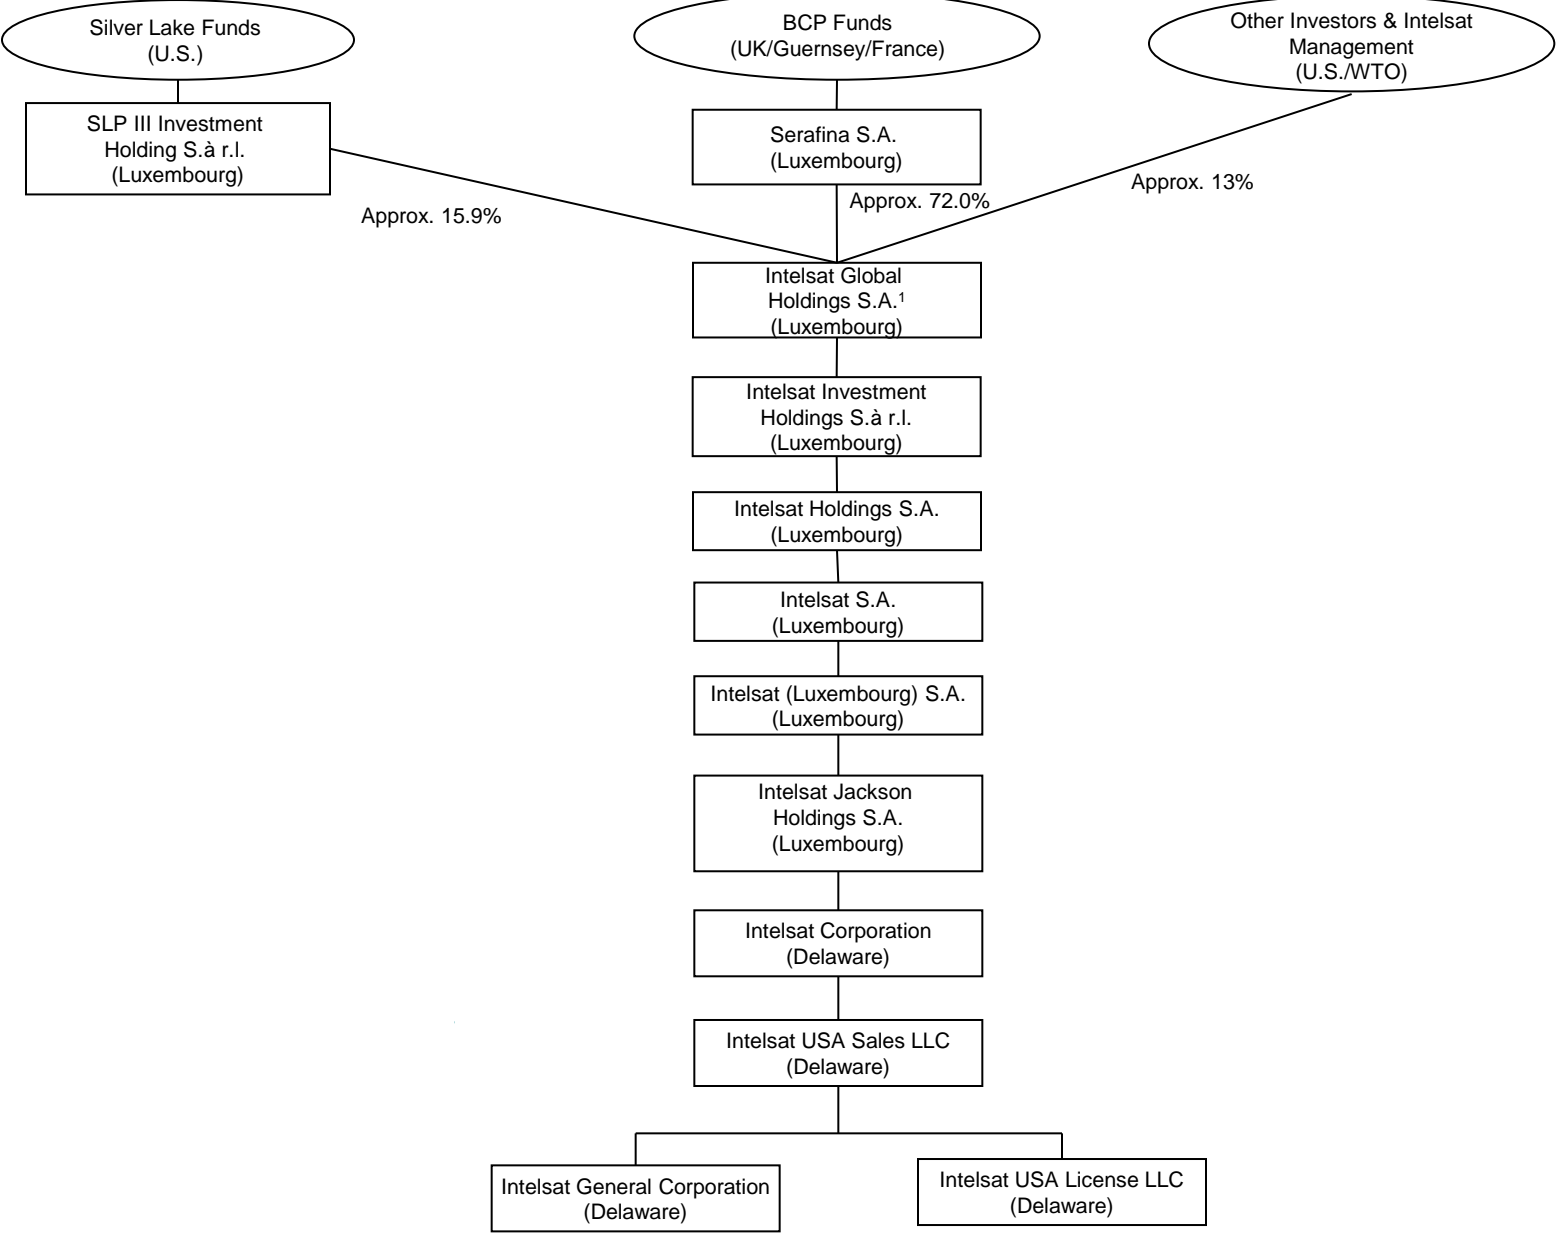 Silver Lake Funds
(U.S.)
BCP Funds
(UK/Guernsey/France)
Other Investors & Intelsat
Management
(U.S./WTO)
SLP III Investment
Holding S.à r.l.
(Luxembourg)
Serafina S.A.
(Luxembourg)
Approx. 15.9%
Approx. 72.0%
Approx. 13%
Intelsat Global
Holdings S.A.¹
(Luxembourg)
Intelsat Investment
Holdings S.à r.l.
(Luxembourg)
Intelsat Holdings S.A.
(Luxembourg)
Intelsat S.A.
(Luxembourg)
Intelsat (Luxembourg) S.A.
(Luxembourg)
Intelsat Jackson
Holdings S.A.
(Luxembourg)
Intelsat Corporation
(Delaware)
Intelsat USA Sales LLC
(Delaware)
Intelsat General Corporation
(Delaware)
Intelsat USA License LLC
(Delaware)